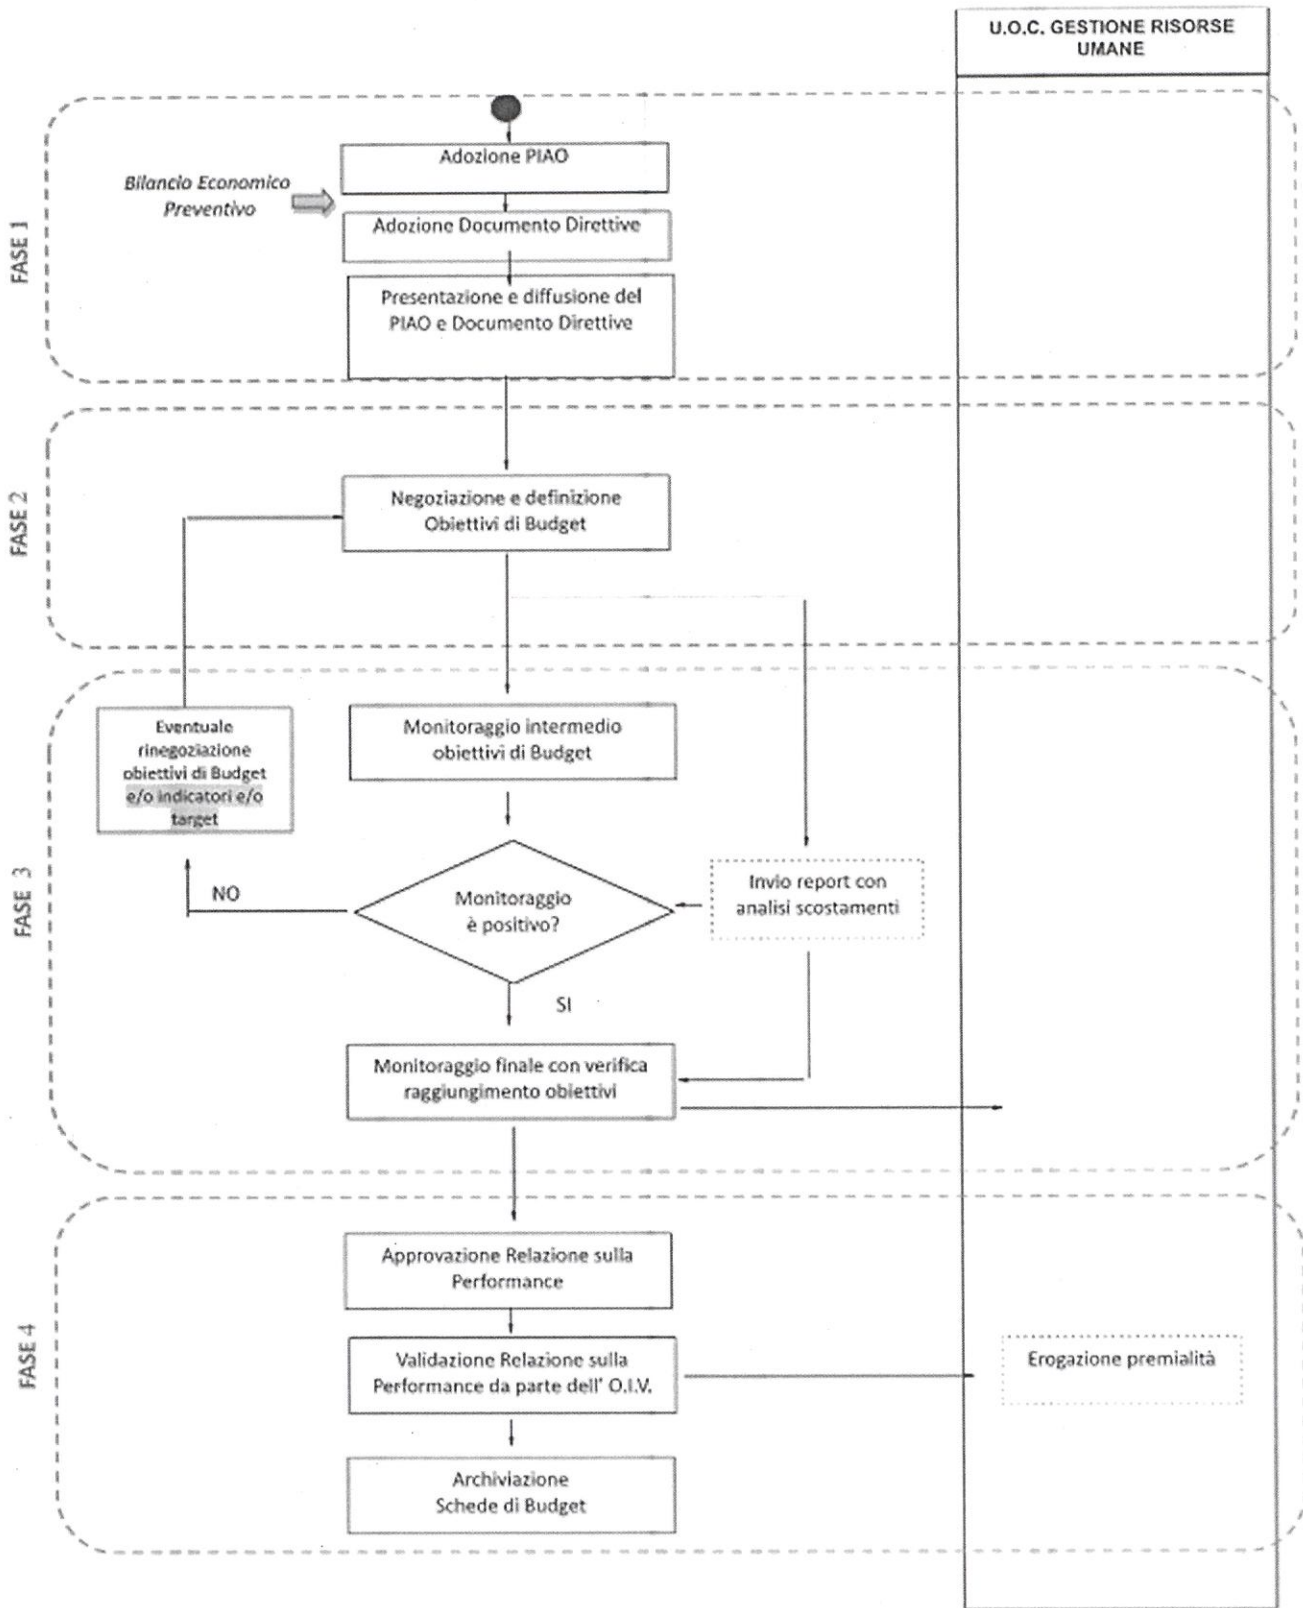 U.O.C. GESTIONE RISORSE
UMANE
FASE 1
Adozione PIAO
Bilancio Economico
Preventivo
Adozione Documento Direttive
Presentazione e diffusione del
PIAO e Documento Direttive
FASE 2
Negoziazione e definizione
Obiettivi di Budget
FASE 3
Eventuale
rinegoziazione
obiettivi di Budget
e/o indicatori e/o
target
Monitoraggio intermedio
obiettivi di Budget
NO
Monitoraggio
è positivo?
Invio report con
analisi scostamenti
SI
Monitoraggio finale con verifica
raggiungimento obiettivi
FASE 4
Approvazione Relazione sulla
Performance
Validazione Relazione sulla
Performance da parte dell' O.I.V.
Erogazione premialità
Archiviazione
Schede di Budget